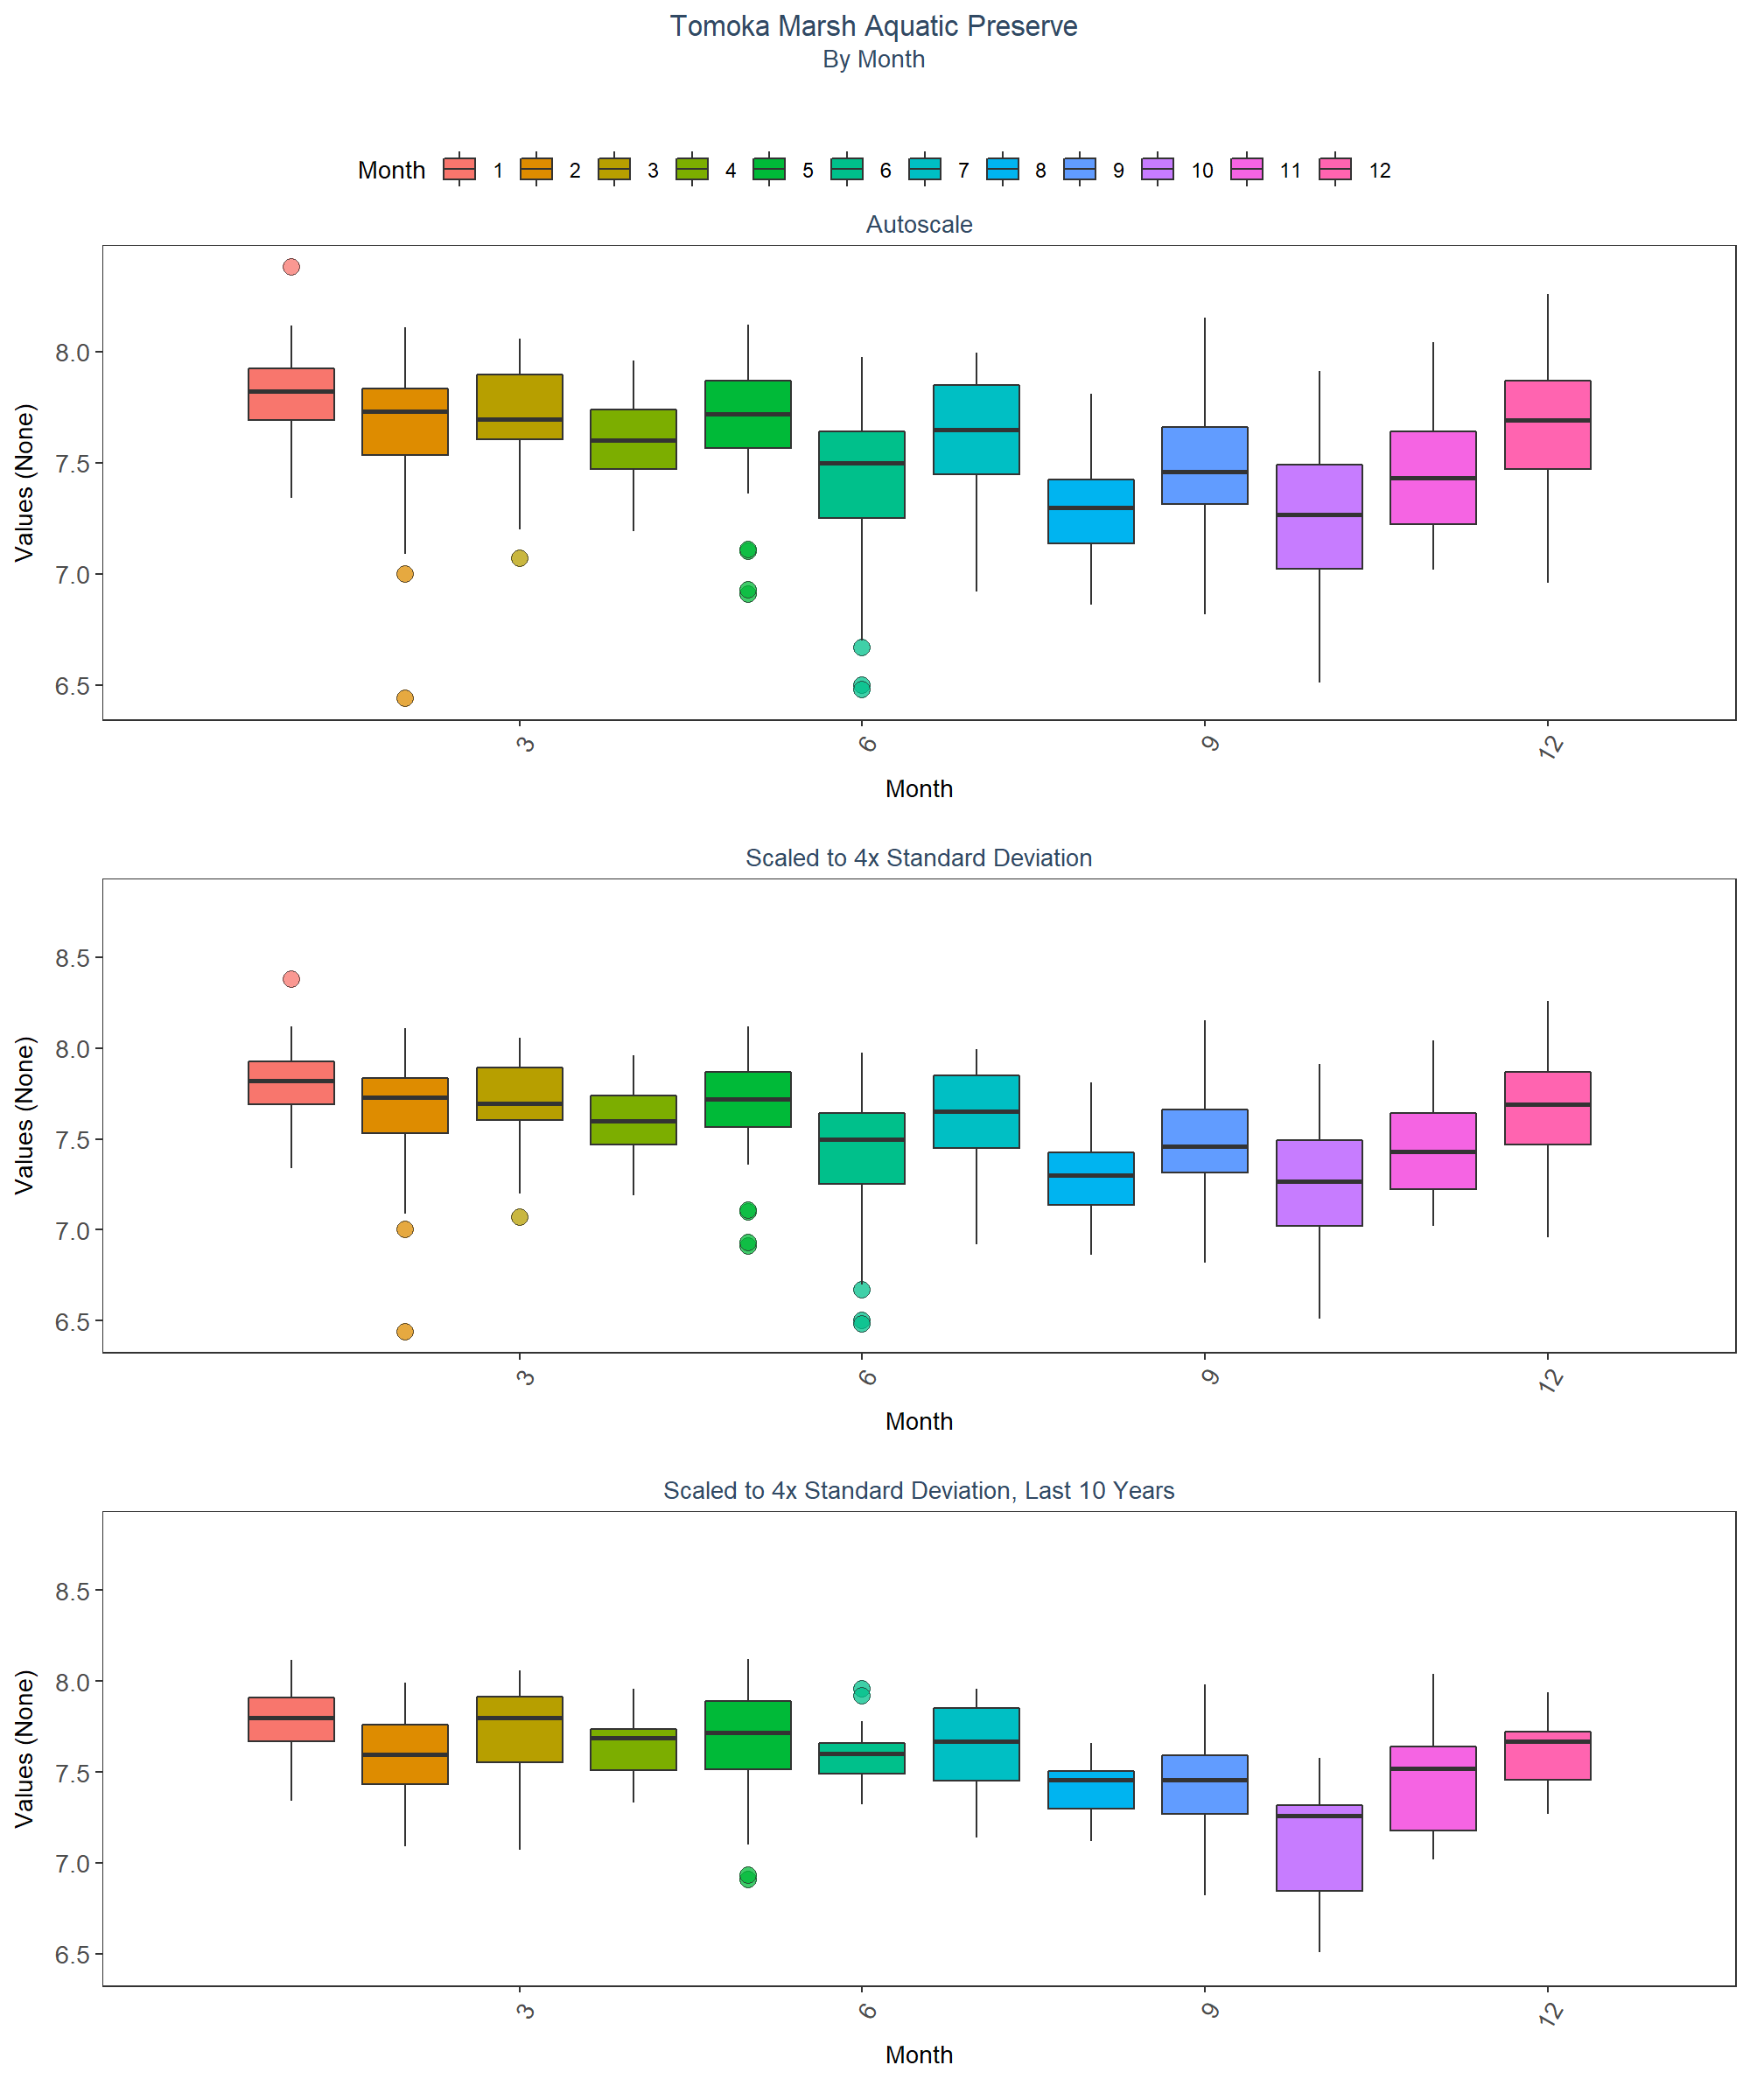 Tomoka Marsh Aquatic Preserve
By Month
Month 1 2 3 4 5 6 7 8 9 10 11 12
Autoscale
Values (None)
8.0
7.5
7.0
6.5
3 6 9 12
Month
Scaled to 4x Standard Deviation
Values (None)
8.5
8.0
7.5
7.0
6.5
3 6 9 12
Month
Scaled to 4x Standard Deviation, Last 10 Years
Values (None)
8.5
8.0
7.5
7.0
6.5
3 6 9 12
Month